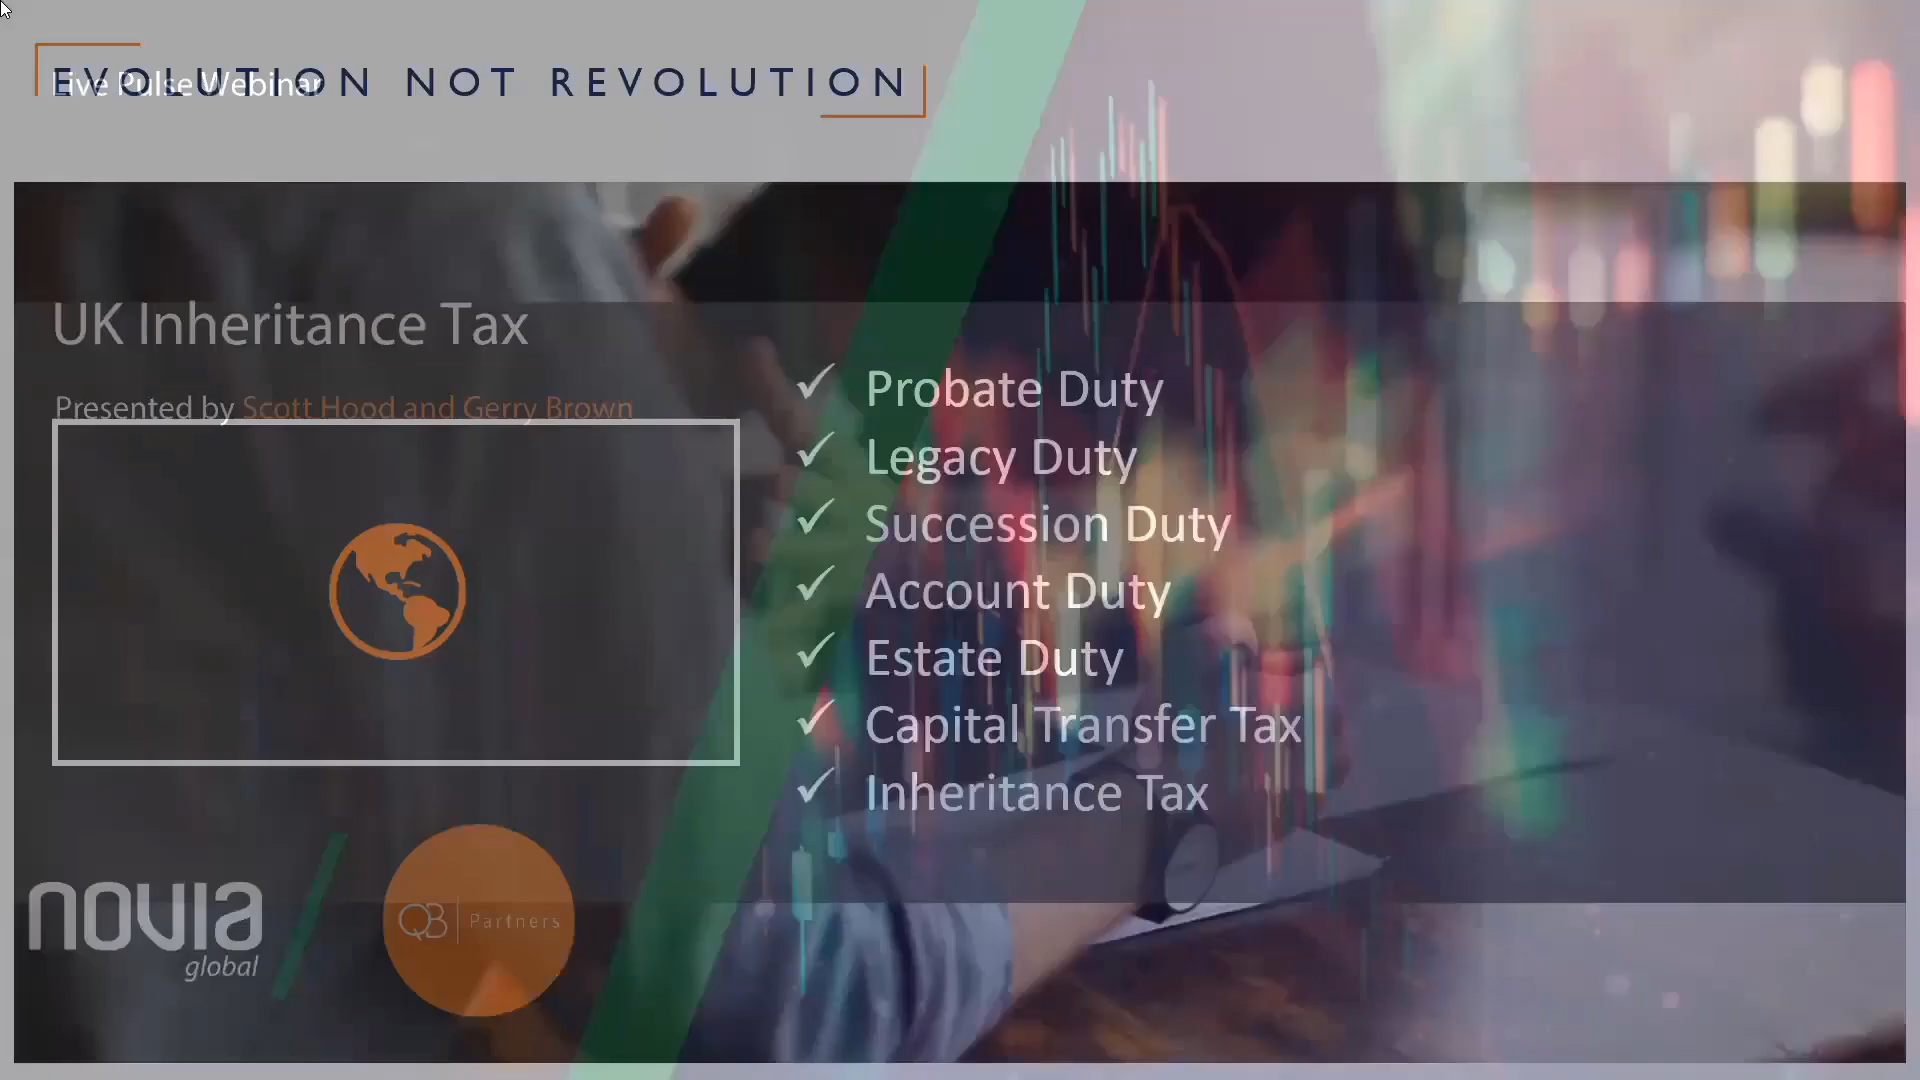 Live Pulse Webinar
EVOLUTION NOT REVOLUTION
UK Inheritance Tax
Presented by Scott Hood and Gerry Brown
Probate Duty
Legacy Duty
Succession Duty
Account Duty
Estate Duty
Capital Transfer Tax
Inheritance Tax
novia
global
QB Partners